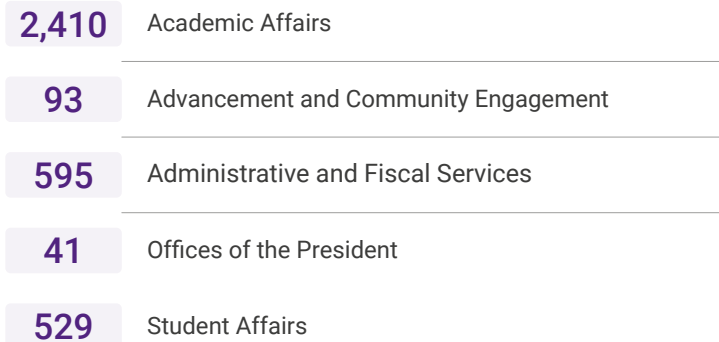 2,410 Academic Affairs
93 Advancement and Community Engagement
595 Administrative and Fiscal Services
41 Offices of the President
529 Student Affairs